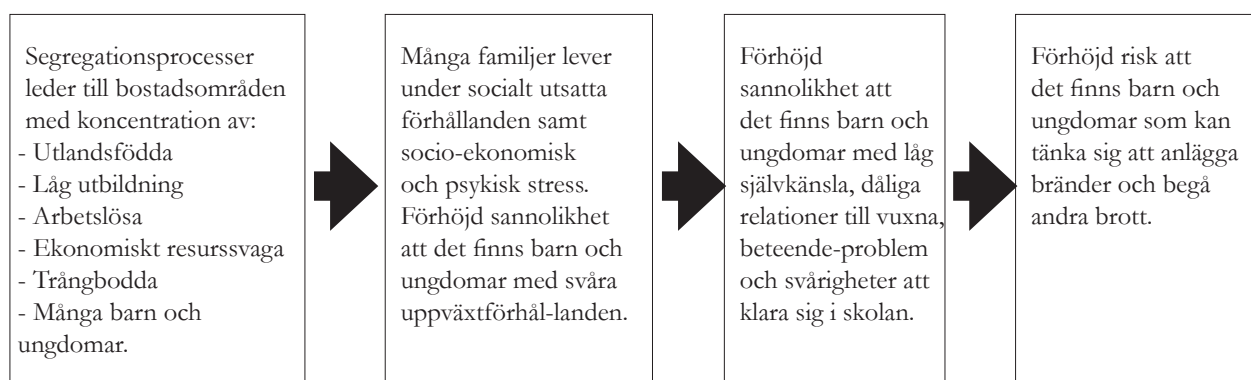 Segregationsprocesser
leder till bostadsområden
med koncentration av:
- Utlandsfödda
- Låg utbildning
- Arbetslösa
- Ekonomiskt resurssvaga
- Trångbodda
- Många barn och
ungdomar.
Många familjer lever
under socialt utsatta
förhållanden samt
socio-ekonomisk
och psykisk stress.
Förhöjd sannolikhet
att det finns barn och
ungdomar med svåra
uppväxtförhål-landen.
Förhöjd
sannolikhet att
det finns barn och
ungdomar med låg
självkänsla, dåliga
relationer till vuxna,
beteende-problem
och svårigheter att
klara sig i skolan.
Förhöjd risk att
det finns barn och
ungdomar som kan
tänka sig att anlägga
bränder och begå
andra brott.